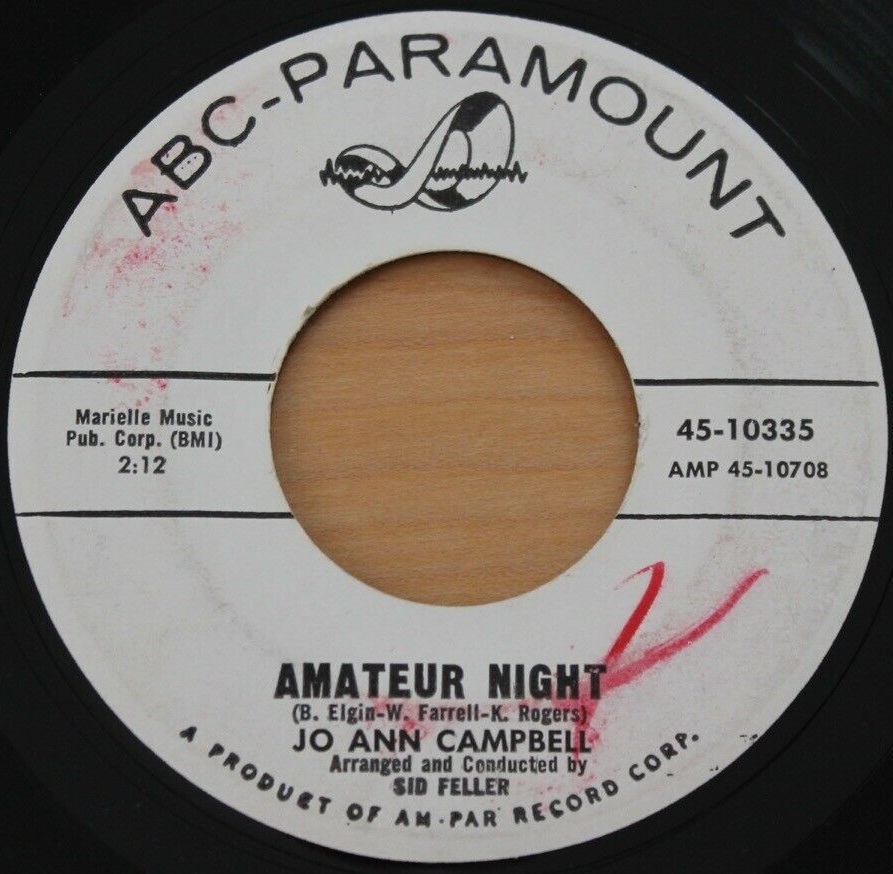 ABC-PARAMOUNT
Marielle Music
Pub. Corp. (BMI)
2:12
45-10335
AMP 45-10708
AMATEUR NIGHT
(B. Elgin-W. Farrell-K. Rogers)
JO ANN CAMPBELL
Arranged and Conducted by
SID FELLER
A PRODUCT OF AM-PAR RECORD CORP.